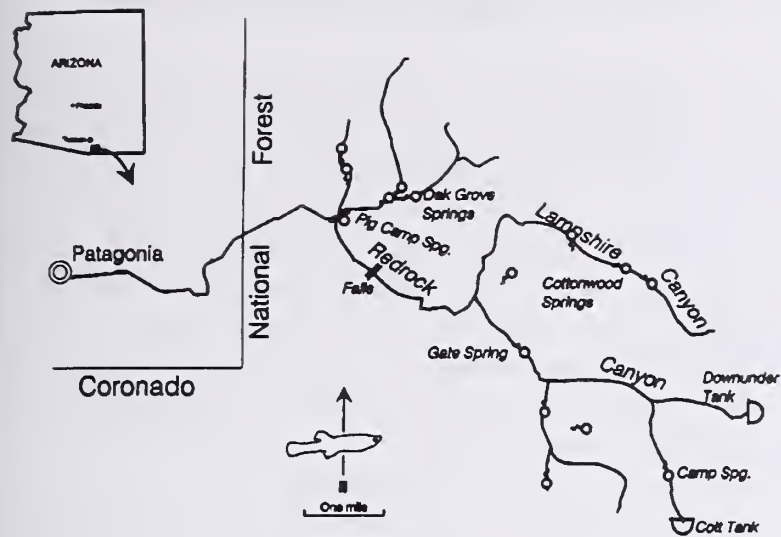 ARIZONA
Forest
National
Coronado
Patagonia
Oak Grove
Springs
Pig Camp Spg.
Redrock
Falls
Lampshire
Canyon
Cottonwood
Springs
Gate Spring
Canyon
Downunder
Tank
Camp Spg.
Cott Tank
N
One mile